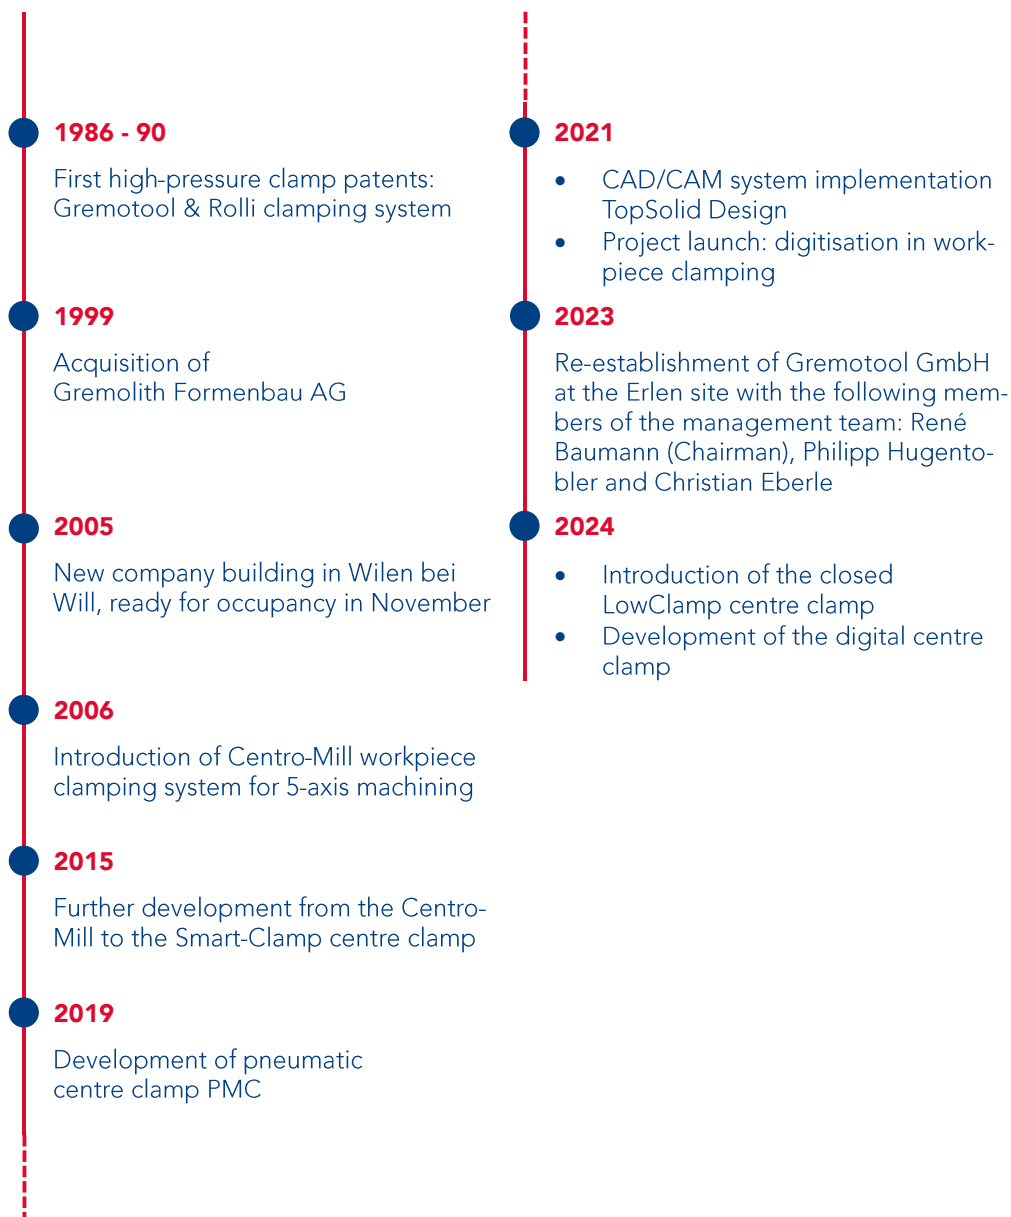 1986 - 90
First high-pressure clamp patents:
Gremotool & Rolli clamping system
1999
Acquisition of
Gremolith Formenbau AG
2005
New company building in Wilen bei
Will, ready for occupancy in November
2006
Introduction of Centro-Mill workpiece
clamping system for 5-axis machining
2015
Further development from the Centro-
Mill to the Smart-Clamp centre clamp
2019
Development of pneumatic
centre clamp PMC
2021
• CAD/CAM system implementation
TopSolid Design
• Project launch: digitisation in work-
piece clamping
2023
Re-establishment of Gremotool GmbH
at the Erlen site with the following mem-
bers of the management team: René
Baumann (Chairman), Philipp Hugento-
bler and Christian Eberle
2024
• Introduction of the closed
LowClamp centre clamp
• Development of the digital centre
clamp